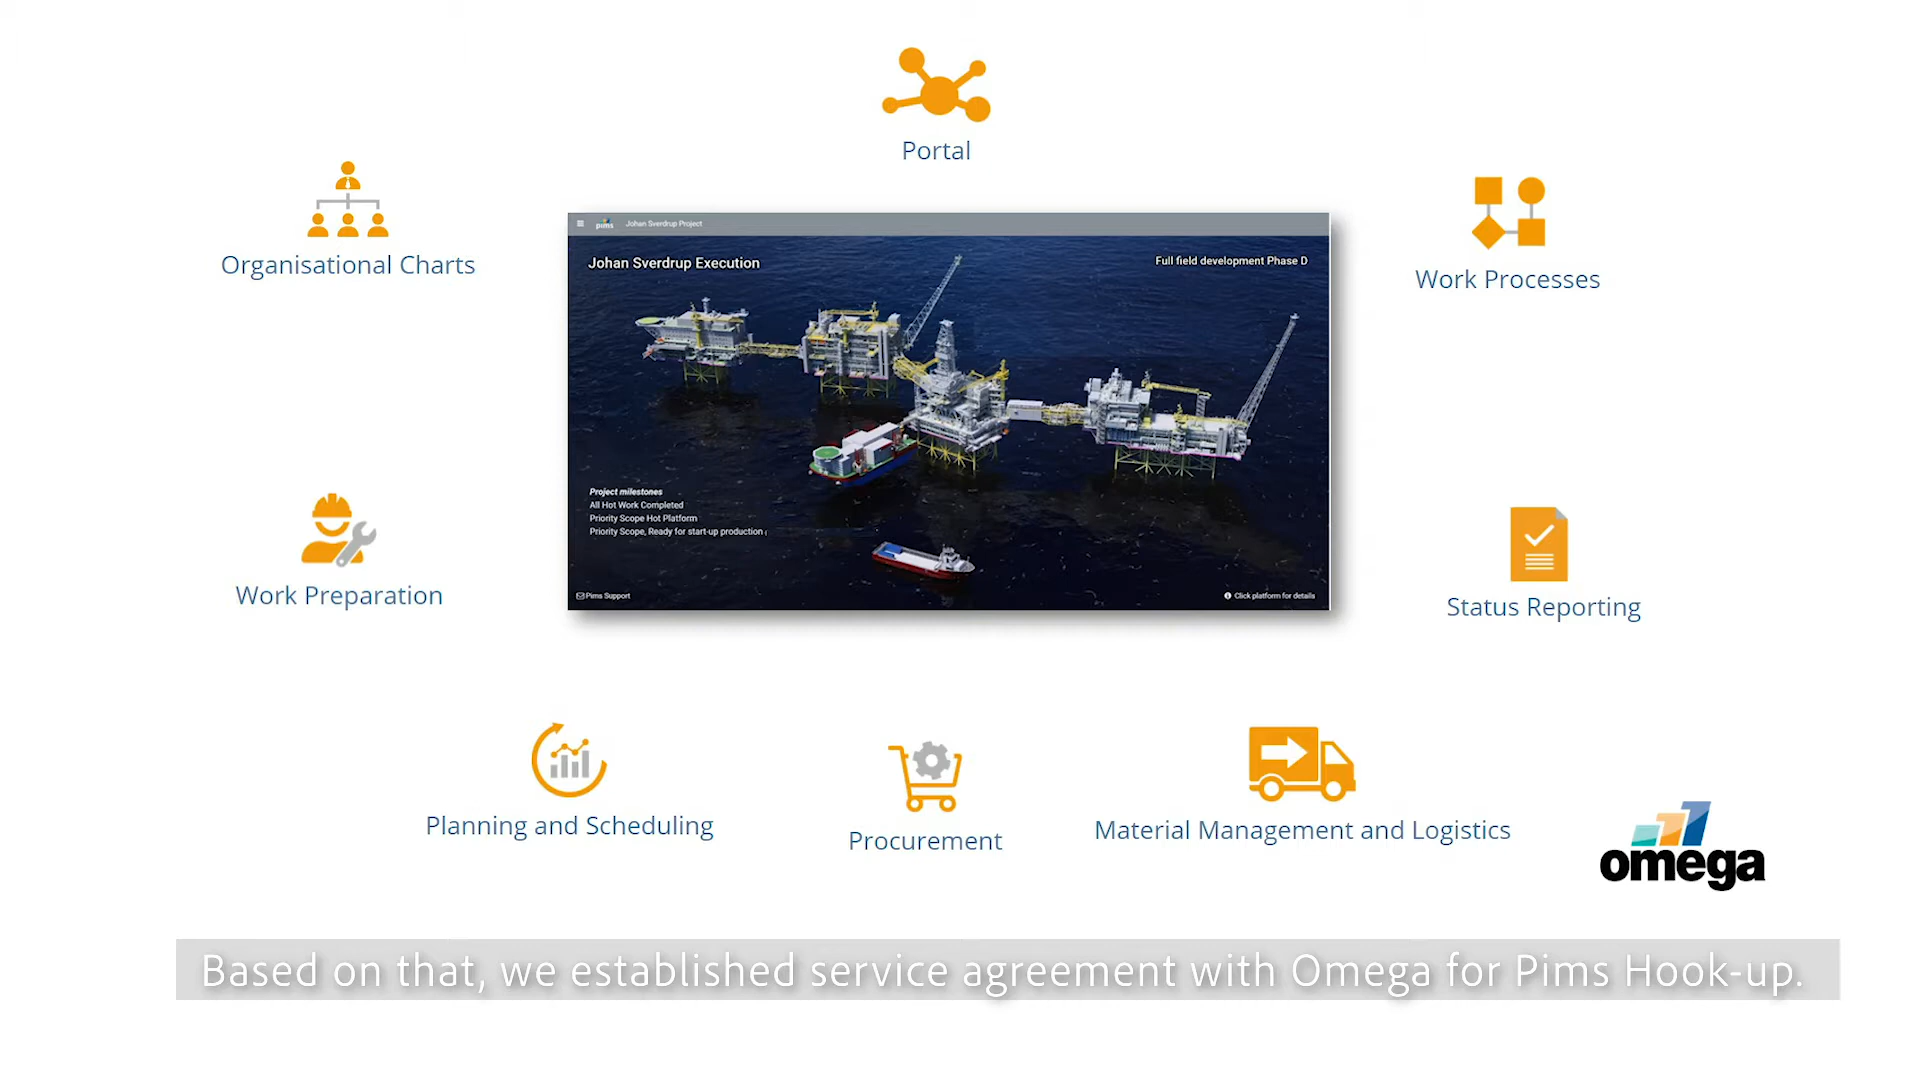 Portal
Organisational Charts
Work Processes
pims Johan Sverdrup Project
Johan Sverdrup Execution
Full field development Phase D
Project milestones
All Hot Work Completed
Priority Scope Hot Platform
Priority Scope, Ready for start-up production
Pims Support
Click platform for details
Work Preparation
Status Reporting
Planning and Scheduling
Procurement
Material Management and Logistics
omega
Based on that, we established service agreement with Omega for Pims Hook-up.